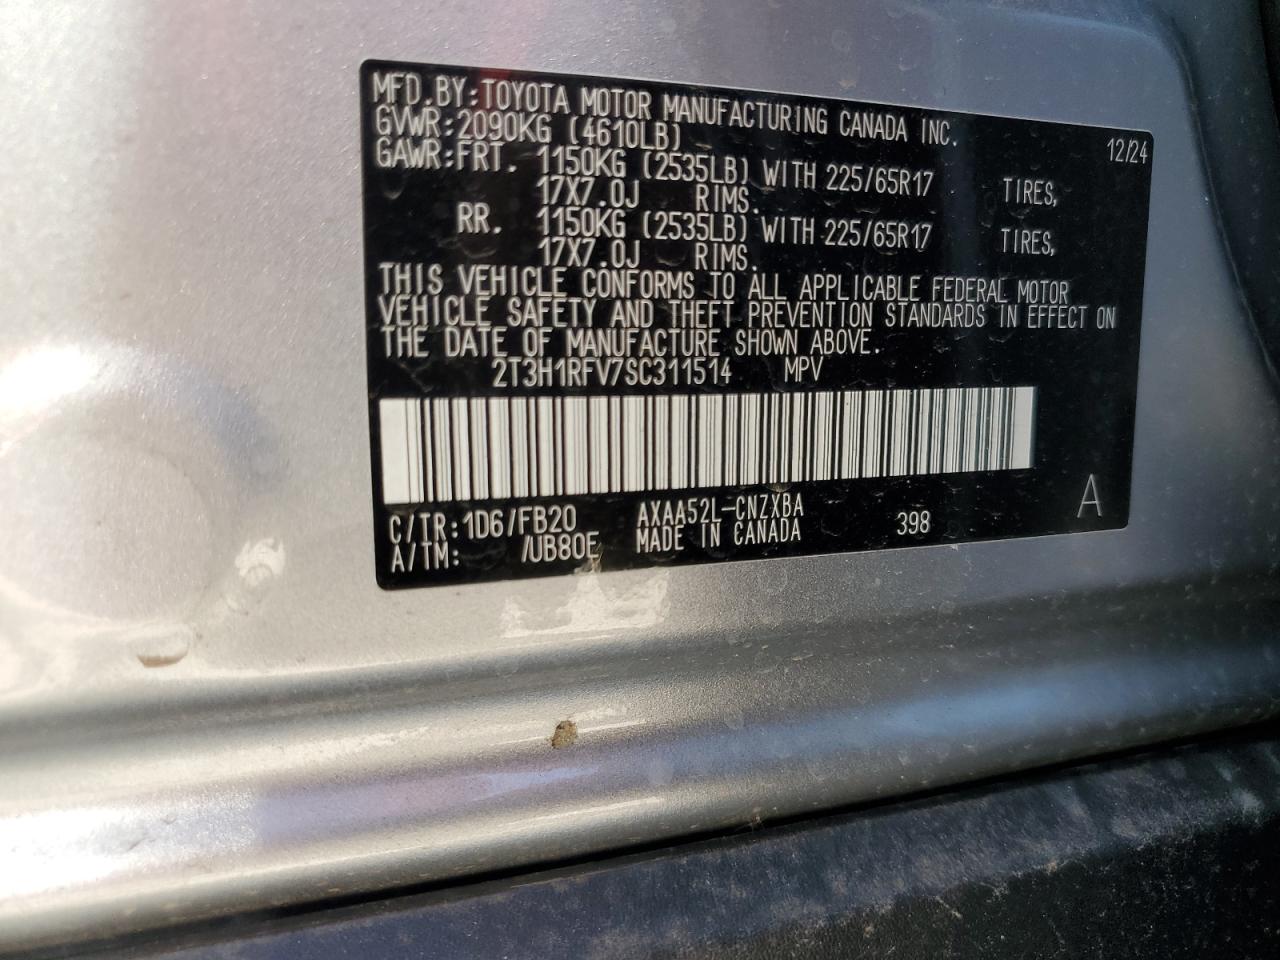 MFD.BY:TOYOTA MOTOR MANUFACTURING CANADA INC.
12/24
GVWR:2090KG (4610LB)
GAWR:FRT. 1150KG (2535LB) WITH 225/65R17 TIRES,
17X7.0J RIMS.
RR. 1150KG (2535LB) WITH 225/65R17 TIRES,
17X7.0J RIMS.
THIS VEHICLE CONFORMS TO ALL APPLICABLE FEDERAL MOTOR
VEHICLE SAFETY AND THEFT PREVENTION STANDARDS IN EFFECT ON
THE DATE OF MANUFACTURE SHOWN ABOVE.
2T3H1RFV7SC311514 MPV
C/TR:1D6/FB20 AXAA52L-CNZXBA 398 A
A/TM: /UB80E MADE IN CANADA